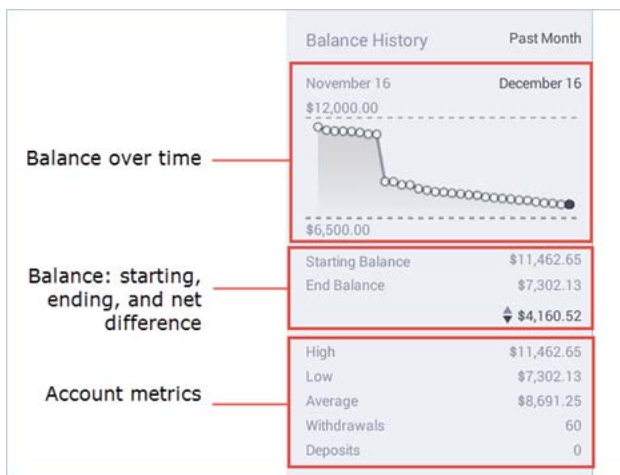 Balance History Past Month
November 16 December 16
$12,000.00
Balance over time
$6,500.00
Starting Balance $11,462.65
End Balance $7,302.13
$4,160.52
Balance: starting,
ending, and net
difference
High $11,462.65
Low $7,302.13
Average $8,691.25
Withdrawals 60
Deposits 0
Account metrics